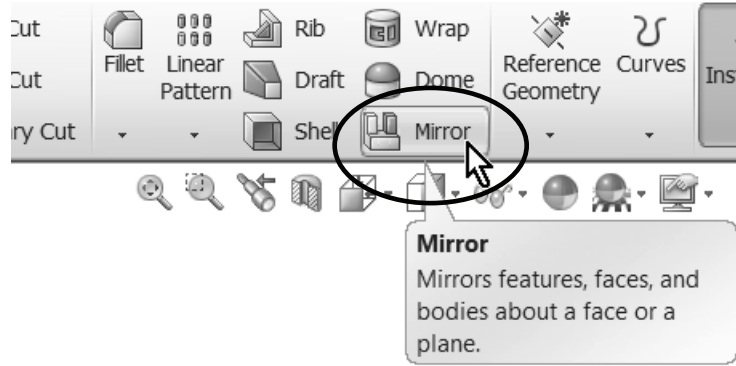 Cut
Rib
Wrap
Fillet
Linear
Pattern
Cut
Draft
Dome
Reference
Geometry
Curves
Inst
ry Cut
Shel
Mirror
Mirror
Mirrors features, faces, and
bodies about a face or a
plane.